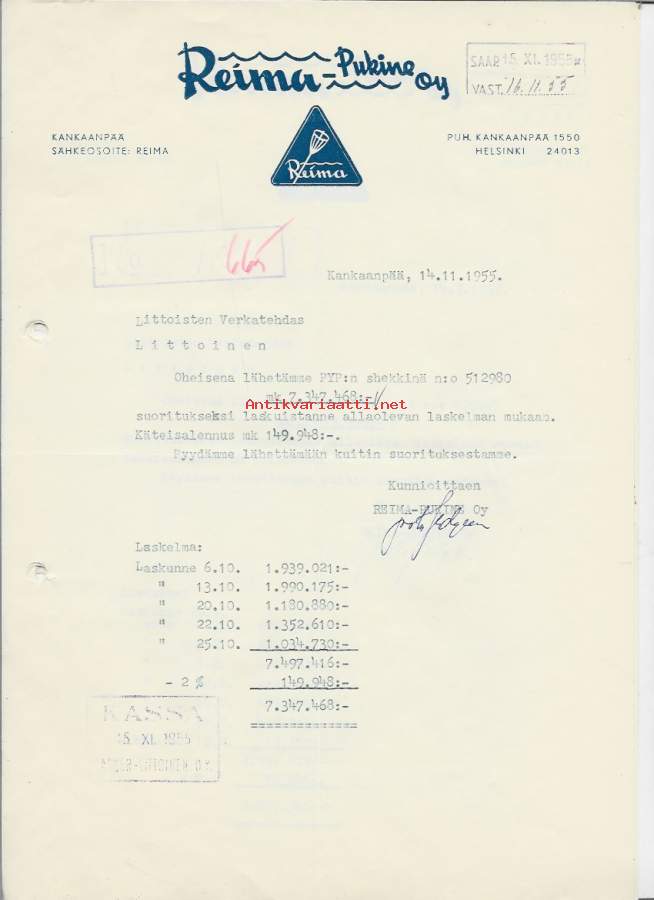 Reima-Pukine Oy
SAAP. 15. XI. 1955
VAST. 16.11.55
KANKAANPÄÄ
SÄHKEOSOITE: REIMA
Reima
PUH. KANKAANPÄÄ 1550
HELSINKI 24013
665
Kankaanpää, 14.11.1955.
Littoisten Verkatehdas
Littoinen
Oheisena lähetämme PYP:n shekkinä n:o 512980
mk 7.347.468:-
Antikvariaatti.net
suoritukseksi laskuistanne allaolevan laskelman mukaan.
Käteisalennus mk 149.948:-.
Pyydämme lähettämään kuitin suorituksestamme.
Kunnioittaen
REIMA-PUKINE Oy
Laskelma:
Laskunne 6.10. 1.939.021:-
" 13.10. 1.990.175:-
" 20.10. 1.180.880:-
" 22.10. 1.352.610:-
" 25.10. 1.034.730:-
7.497.416:-
- 2 % 149.948:-
7.347.468:-
==============
KASSA
15. XI. 1955
-LITTOINEN O.Y.